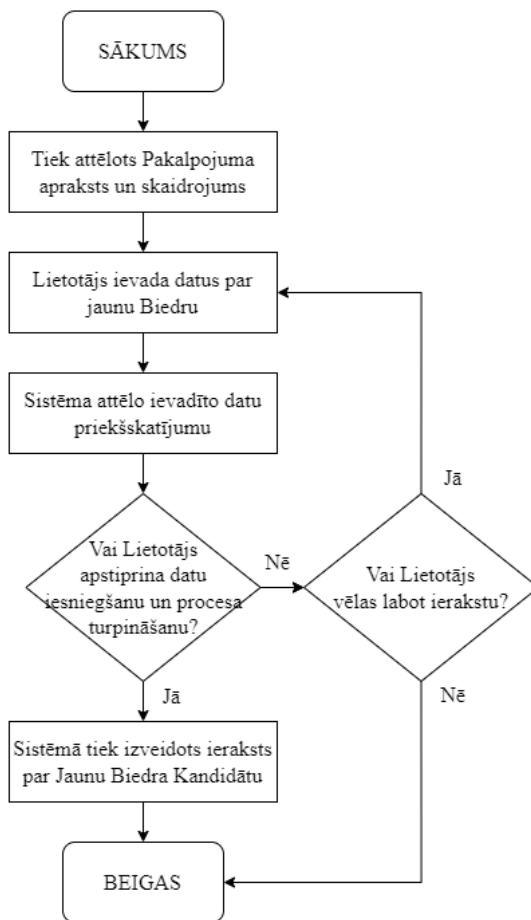 SĀKUMS
Tiek attēlots Pakalpojuma
apraksts un skaidrojums
Lietotājs ievada datus par
jaunu Biedru
Sistēma attēlo ievadīto datu
priekšskatījumu
Vai Lietotājs
apstiprina datu
iesniegšanu un procesa
turpināšanu?
Nē
Vai Lietotājs
vēlas labot ierakstu?
Jā
Nē
Jā
Sistēmā tiek izveidots ieraksts
par Jaunu Biedra Kandidātu
BEIGAS